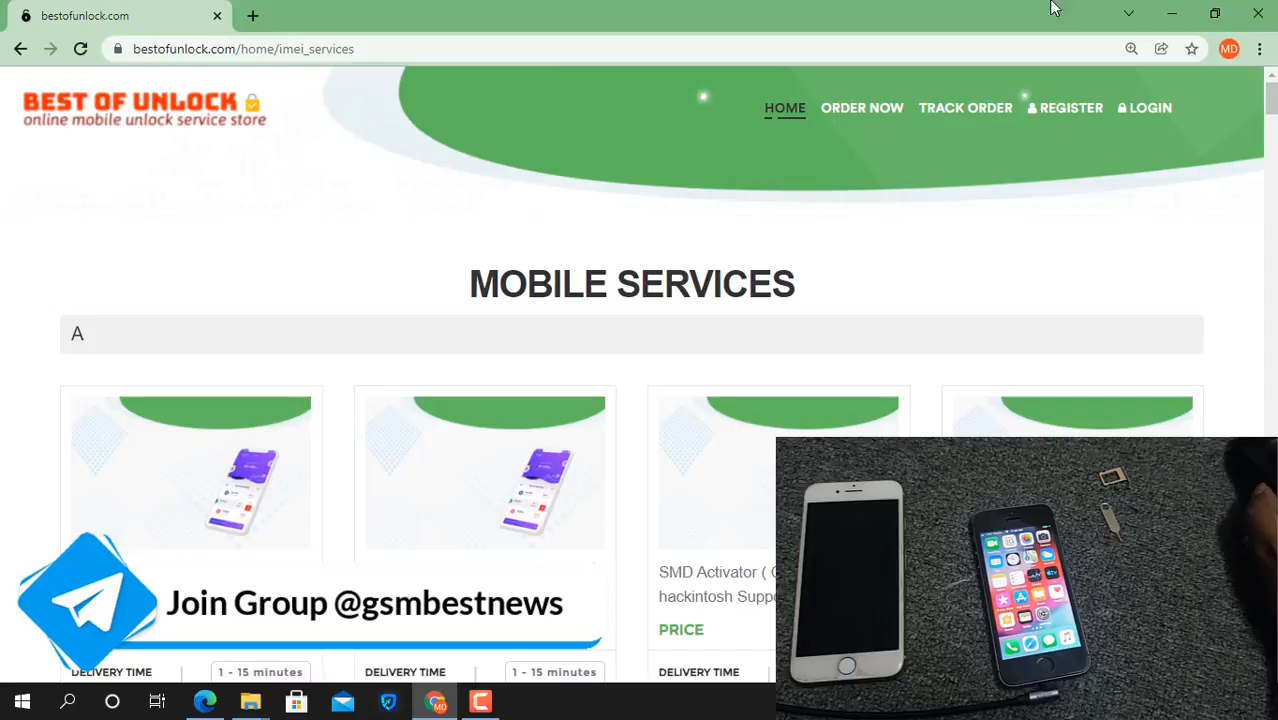 bestofunlock.com
bestofunlock.com/home/imei_services
MD
BEST OF UNLOCK
online mobile unlock service store
HOME
ORDER NOW
TRACK ORDER
REGISTER
LOGIN
MOBILE SERVICES
A
SMD Activator (
hackintosh Supp
PRICE
Join Group @gsmbestnews
DELIVERY TIME
1 - 15 minutes
DELIVERY TIME
1 - 15 minutes
DELIVERY TIME
MD